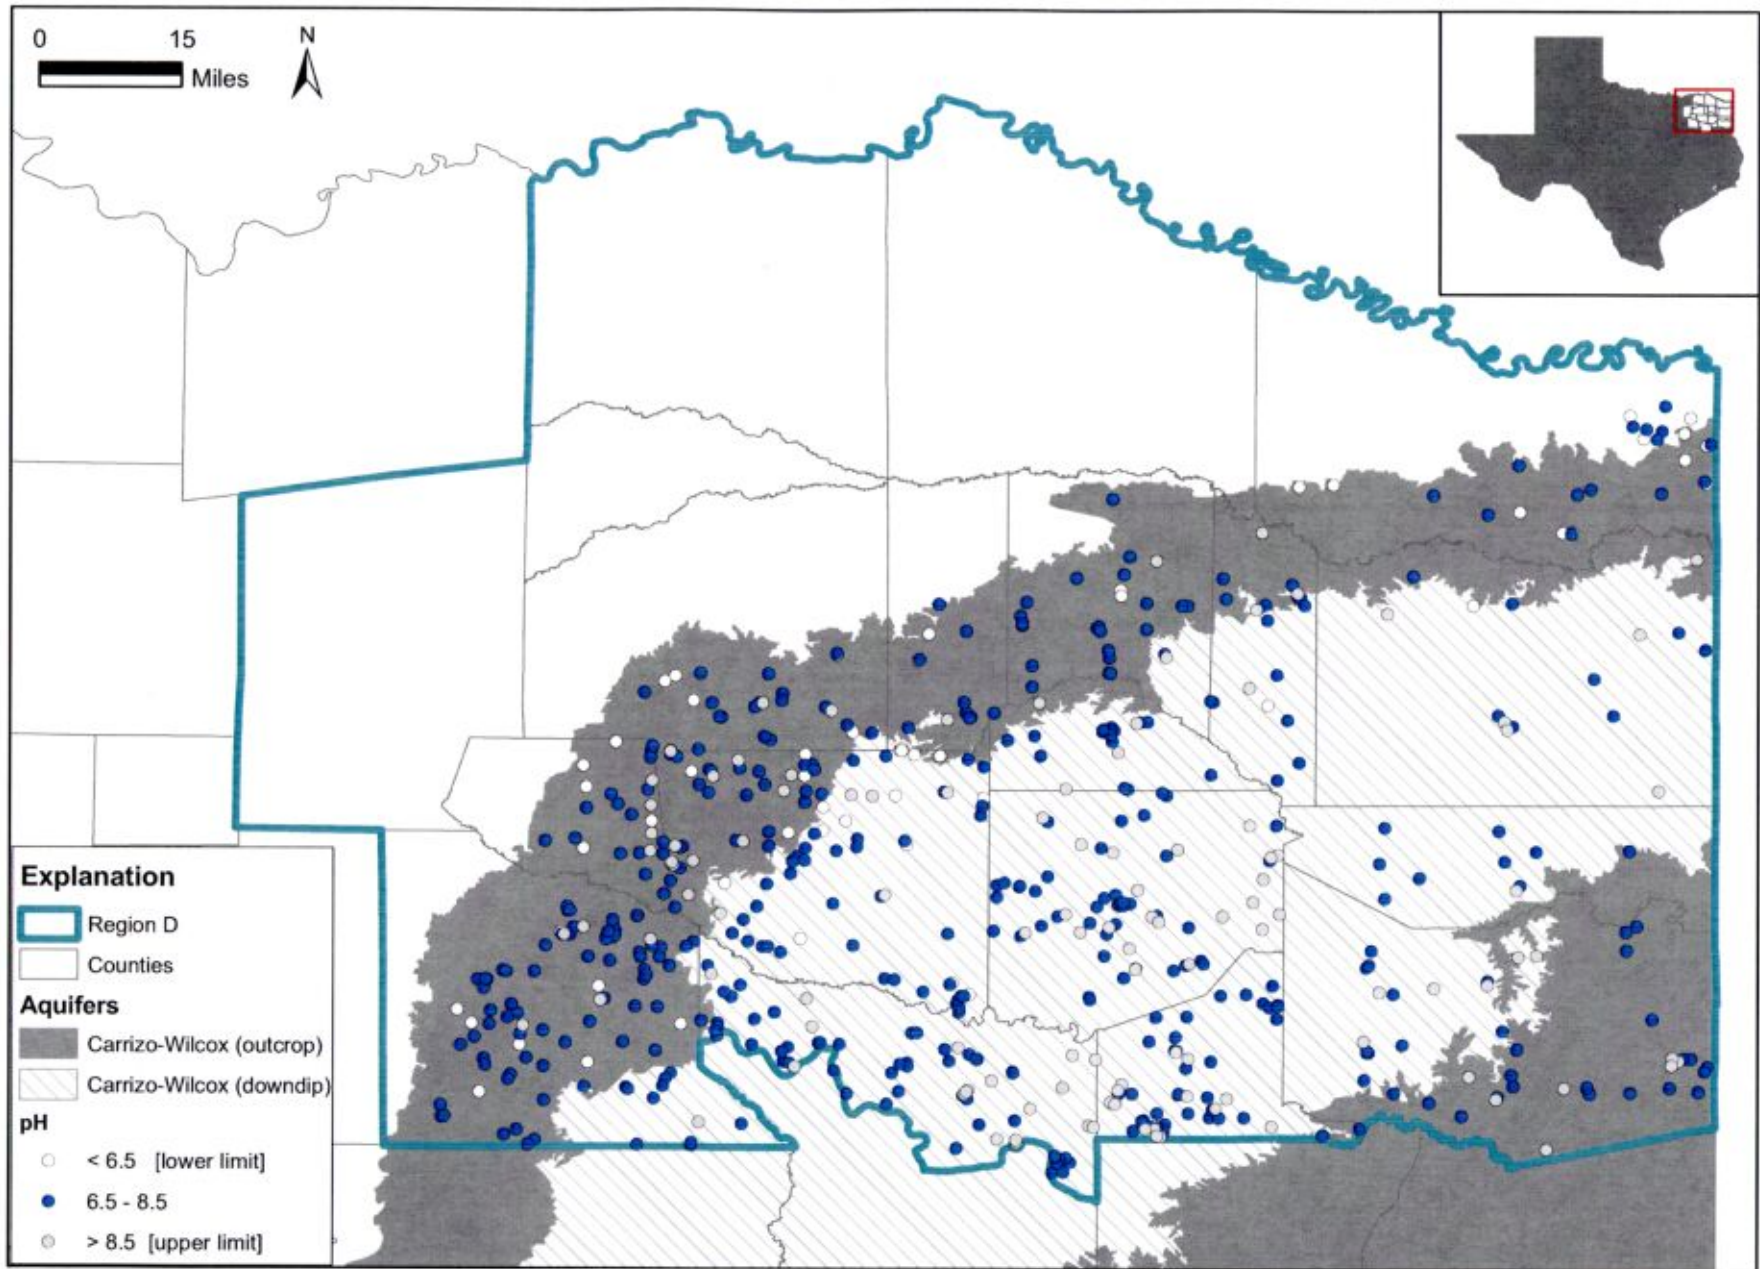 0 15
Miles
N
Explanation
Region D
Counties
Aquifers
Carrizo-Wilcox (outcrop)
Carrizo-Wilcox (downdip)
pH
< 6.5 [lower limit]
6.5 - 8.5
> 8.5 [upper limit]